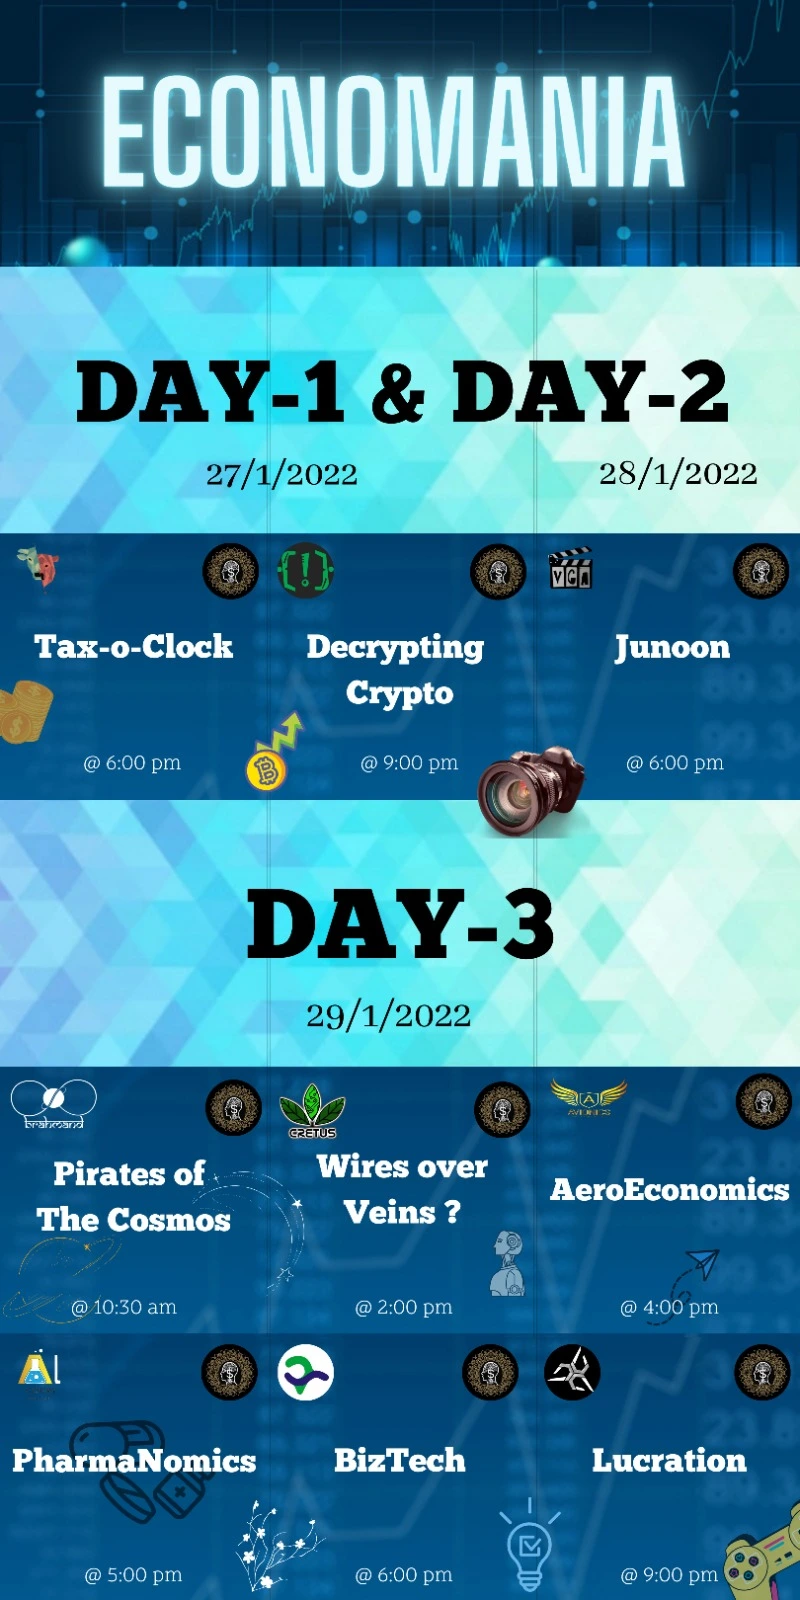 ECONOMANIA
DAY-1 & DAY-2
27/1/2022
28/1/2022
Tax-o-Clock
@ 6:00 pm
Decrypting
Crypto
@ 9:00 pm
VGA
Junoon
@ 6:00 pm
DAY-3
29/1/2022
brahmand
Pirates of
The Cosmos
@ 10:30 am
CRETUS
Wires over
Veins ?
@ 2:00 pm
A
AeroEconomics
@ 4:00 pm
PharmaNomics
@ 5:00 pm
BizTech
@ 6:00 pm
Lucration
@ 9:00 pm